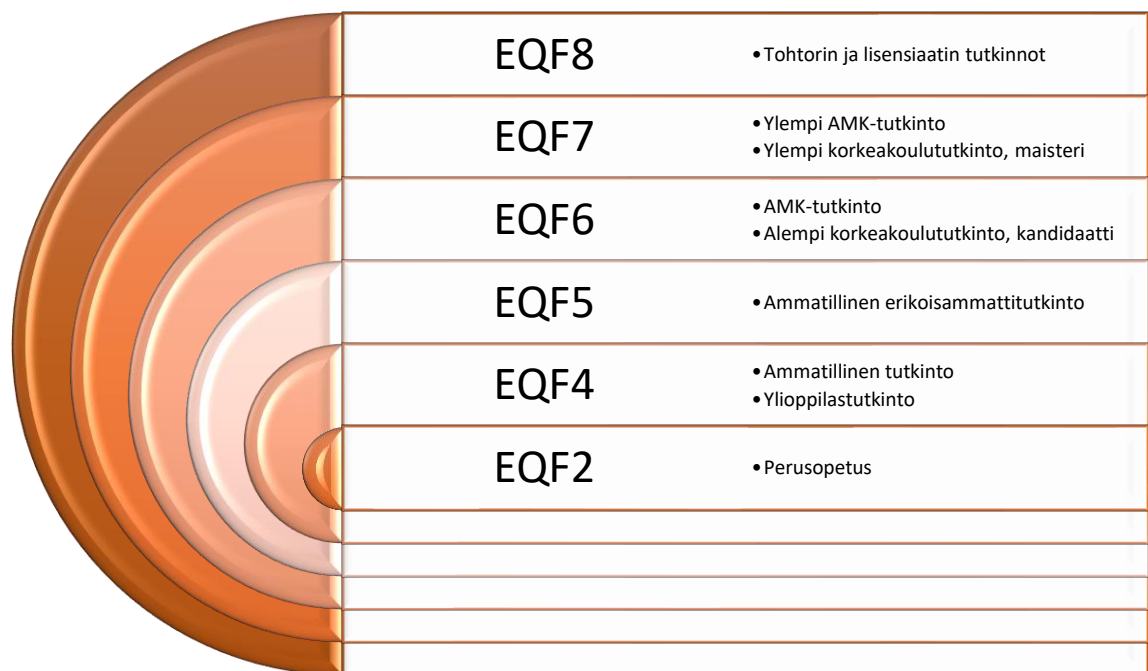 EQF8
•Tohtorin ja lisensiaatin tutkinnot
EQF7
•Ylempi AMK-tutkinto
•Ylempi korkeakoulututkinto, maisteri
EQF6
•AMK-tutkinto
•Alempi korkeakoulututkinto, kandidaatti
EQF5
•Ammatillinen erikoisammattitutkinto
EQF4
•Ammatillinen tutkinto
•Ylioppilastutkinto
EQF2
•Perusopetus